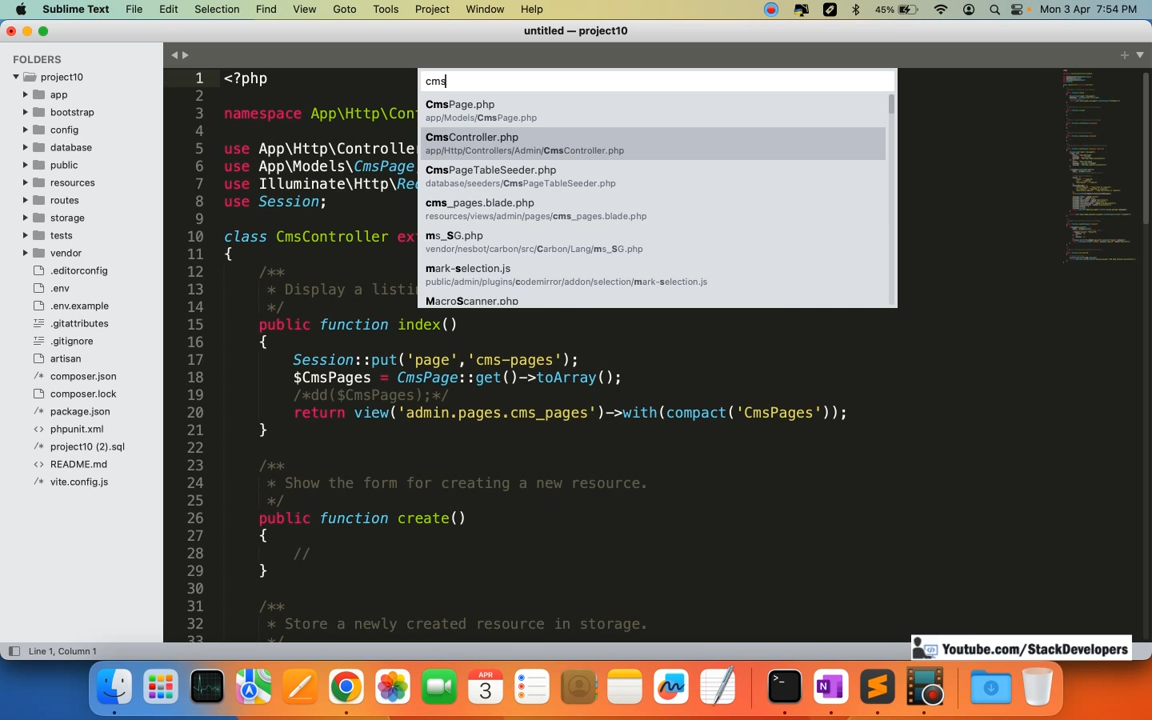 Sublime Text File Edit Selection Find View Goto Tools Project Window Help 45% Mon 3 Apr 7:54 PM
untitled — project10
FOLDERS
project10
app
bootstrap
config
database
public
resources
routes
storage
tests
vendor
.editorconfig
.env
.env.example
.gitattributes
.gitignore
artisan
composer.json
composer.lock
package.json
phpunit.xml
project10 (2).sql
README.md
vite.config.js
cms
CmsPage.php
app/Models/CmsPage.php
CmsController.php
app/Http/Controllers/Admin/CmsController.php
CmsPageTableSeeder.php
database/seeders/CmsPageTableSeeder.php
cms_pages.blade.php
resources/views/admin/pages/cms_pages.blade.php
ms_SG.php
vendor/nesbot/carbon/src/Carbon/Lang/ms_SG.php
mark-selection.js
public/admin/plugins/codemirror/addon/selection/mark-selection.js
MacroScanner.php
1 <?php
2
3 namespace App\Http\Con
4
5 use App\Http\Controlle
6 use App\Models\CmsPage
7 use Illuminate\Http\Re
8 use Session;
9
10 class CmsController ex
11 {
12 /**
13 * Display a listin
14 */
15 public function index()
16 {
17 Session::put('page','cms-pages');
18 $CmsPages = CmsPage::get()->toArray();
19 /*dd($CmsPages);*/
20 return view('admin.pages.cms_pages')->with(compact('CmsPages'));
21 }
22
23 /**
24 * Show the form for creating a new resource.
25 */
26 public function create()
27 {
28 //
29 }
30
31 /**
32 * Store a newly created resource in storage.
33 */
Line 1, Column 1
Youtube.com/StackDevelopers
APR
3